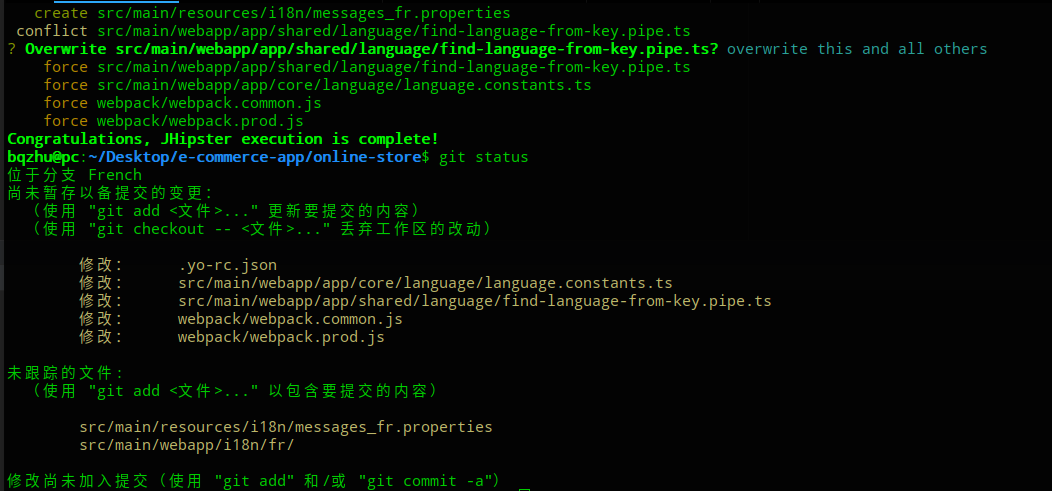 create src/main/resources/i18n/messages_fr.properties
conflict src/main/webapp/app/shared/language/find-language-from-key.pipe.ts
? Overwrite src/main/webapp/app/shared/language/find-language-from-key.pipe.ts? overwrite this and all others
force src/main/webapp/app/shared/language/find-language-from-key.pipe.ts
force src/main/webapp/app/core/language/language.constants.ts
force webpack/webpack.common.js
force webpack/webpack.prod.js
Congratulations, JHipster execution is complete!
bqzhu@pc:~/Desktop/e-commerce-app/online-store$ git status
位于分支 French
尚未暂存以备提交的变更：
（使用 "git add <文件>..." 更新要提交的内容）
（使用 "git checkout -- <文件>..." 丢弃工作区的改动）
修改： .yo-rc.json
修改： src/main/webapp/app/core/language/language.constants.ts
修改： src/main/webapp/app/shared/language/find-language-from-key.pipe.ts
修改： webpack/webpack.common.js
修改： webpack/webpack.prod.js
未跟踪的文件：
（使用 "git add <文件>..." 以包含要提交的内容）
src/main/resources/i18n/messages_fr.properties
src/main/webapp/i18n/fr/
修改尚未加入提交（使用 "git add" 和/或 "git commit -a"）